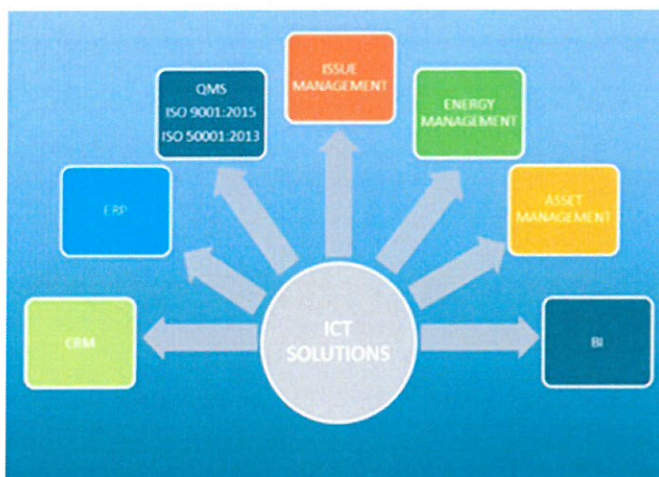 ISSUE
MANAGEMENT
QMS
ISO 9001:2015
ISO 50001:2013
ENERGY
MANAGEMENT
ERP
ASSET
MANAGEMENT
ICT
SOLUTIONS
CRM
BI